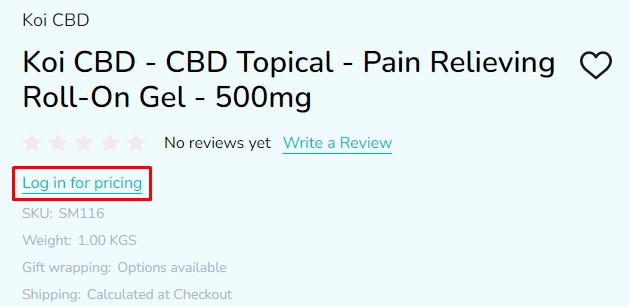 Koi CBD
Koi CBD - CBD Topical - Pain Relieving
Roll-On Gel - 500mg
No reviews yet Write a Review
Log in for pricing
SKU: SM116
Weight: 1.00 KGS
Gift wrapping: Options available
Shipping: Calculated at Checkout